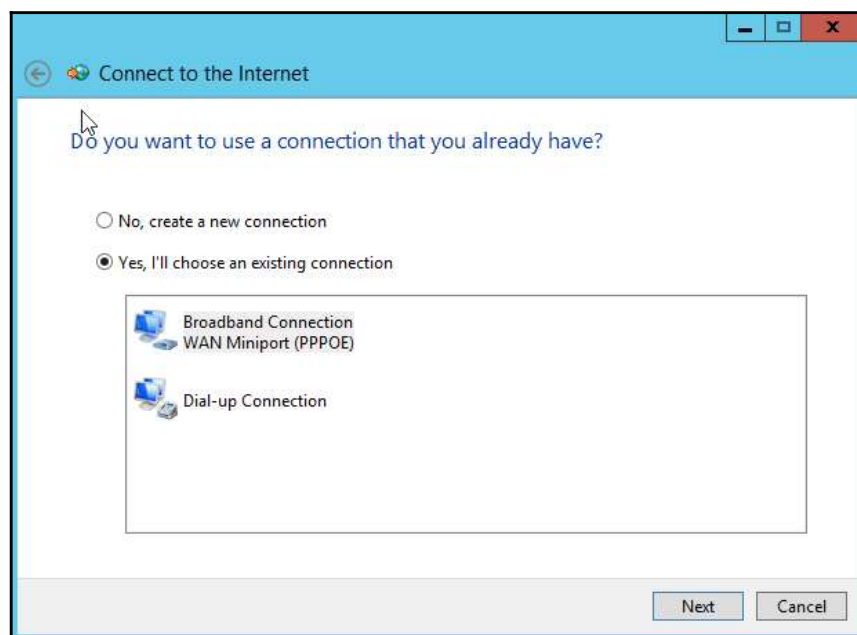 Connect to the Internet
Do you want to use a connection that you already have?
No, create a new connection
Yes, I'll choose an existing connection
Broadband Connection
WAN Miniport (PPPOE)
Dial-up Connection
Next Cancel